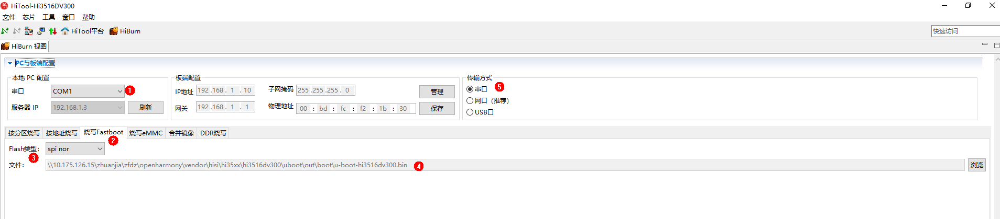 HiTool-Hi3516DV300
文件 芯片 工具 窗口 帮助
HiTool平台 HiBurn
快速访问
HiBurn 视图
PC与板端配置
本地 PC 配置 板端配置 传输方式
串口 COM1 1 IP地址 192 .168 . 1 . 10 子网掩码 255 .255 .255 . 0 管理 串口 5
网口（推荐）
服务器 IP 192.168.1.3 刷新 网关 192 .168 . 1 . 1 物理地址 00 : bd : fc : f2 : 1b : 30 保存
USB口
按分区烧写 按地址烧写 烧写Fastboot 烧写eMMC 合并镜像 DDR烧写
2
Flash类型： spi nor
3
文件： \\10.175.126.15\zhuanjia\zfdz\openharmony\vendor\hisi\hi35xx\hi3516dv300\uboot\out\boot\u-boot-hi3516dv300.bin 4 浏览